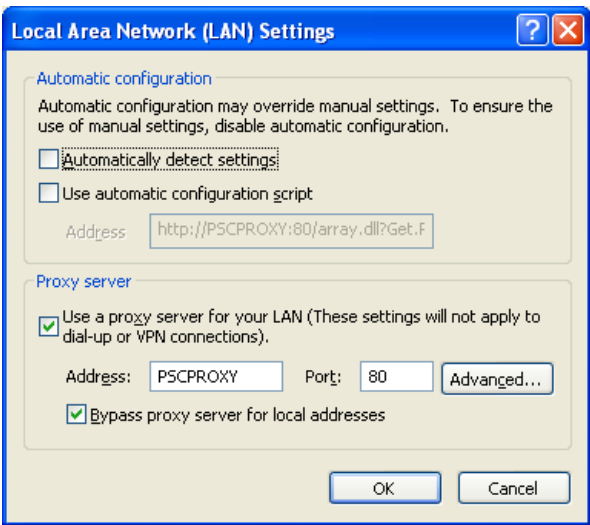 Local Area Network (LAN) Settings
Automatic configuration
Automatic configuration may override manual settings. To ensure the
use of manual settings, disable automatic configuration.
Automatically detect settings
Use automatic configuration script
Address http://PSCPROXY:80/array.dll?Get.F
Proxy server
Use a proxy server for your LAN (These settings will not apply to
dial-up or VPN connections).
Address: PSCPROXY Port: 80 Advanced...
Bypass proxy server for local addresses
OK Cancel